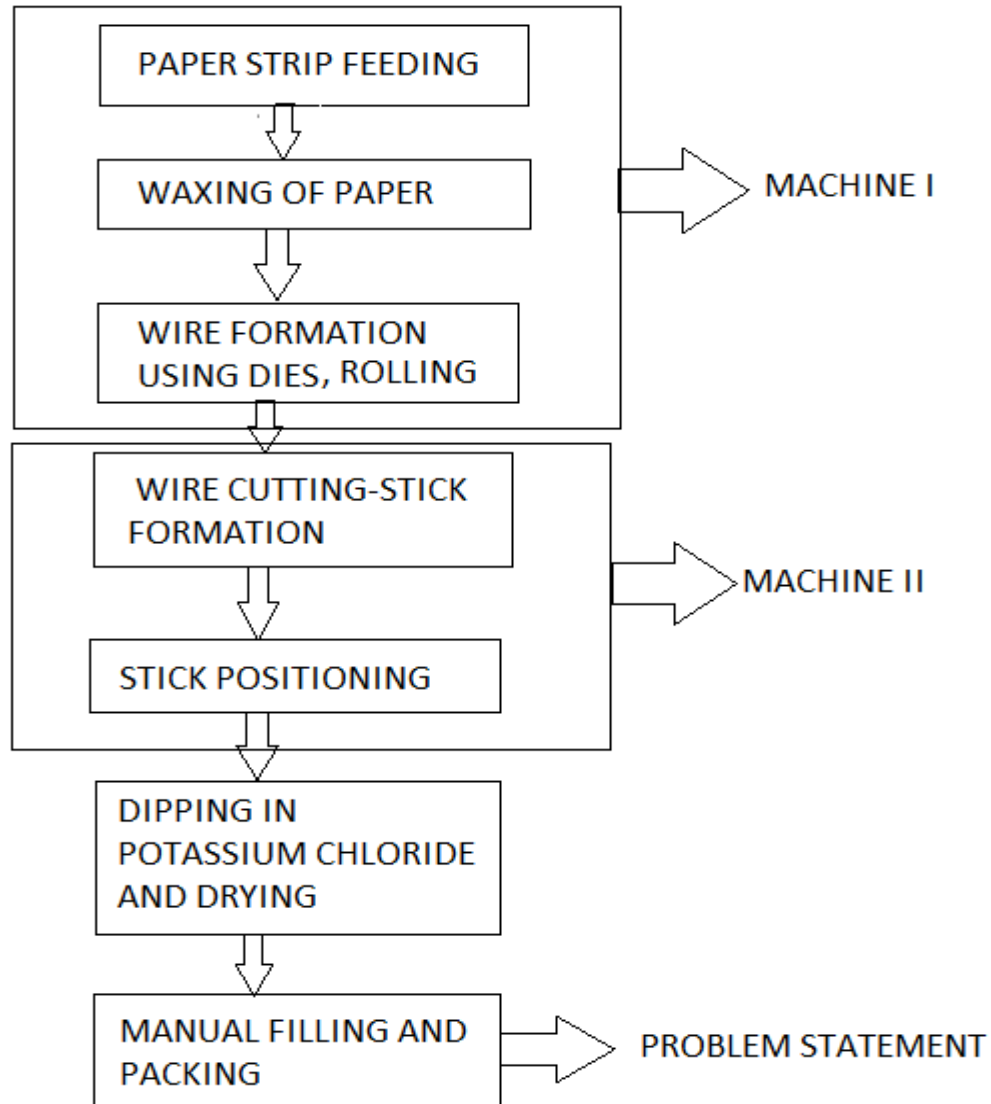 PAPER STRIP FEEDING
WAXING OF PAPER
MACHINE I
WIRE FORMATION
USING DIES, ROLLING
WIRE CUTTING-STICK
FORMATION
MACHINE II
STICK POSITIONING
DIPPING IN
POTASSIUM CHLORIDE
AND DRYING
MANUAL FILLING AND
PACKING
PROBLEM STATEMENT